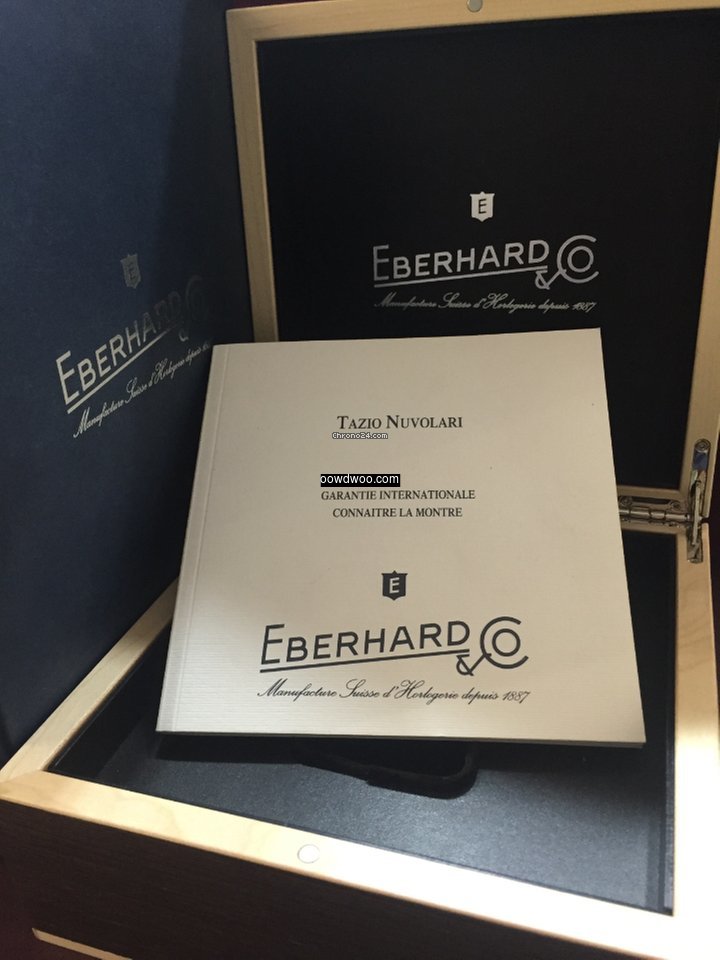 E
EBERHARD & CO
Manufacture Suisse d'Horlogerie depuis 1887
E
EBERHARD & CO
Manufacture Suisse d'Horlogerie depuis 18
TAZIO NUVOLARI
Chrono24.com
oowdwoo.com
GARANTIE INTERNATIONALE
CONNAITRE LA MONTRE
E
EBERHARD & CO
Manufacture Suisse d'Horlogerie depuis 1887